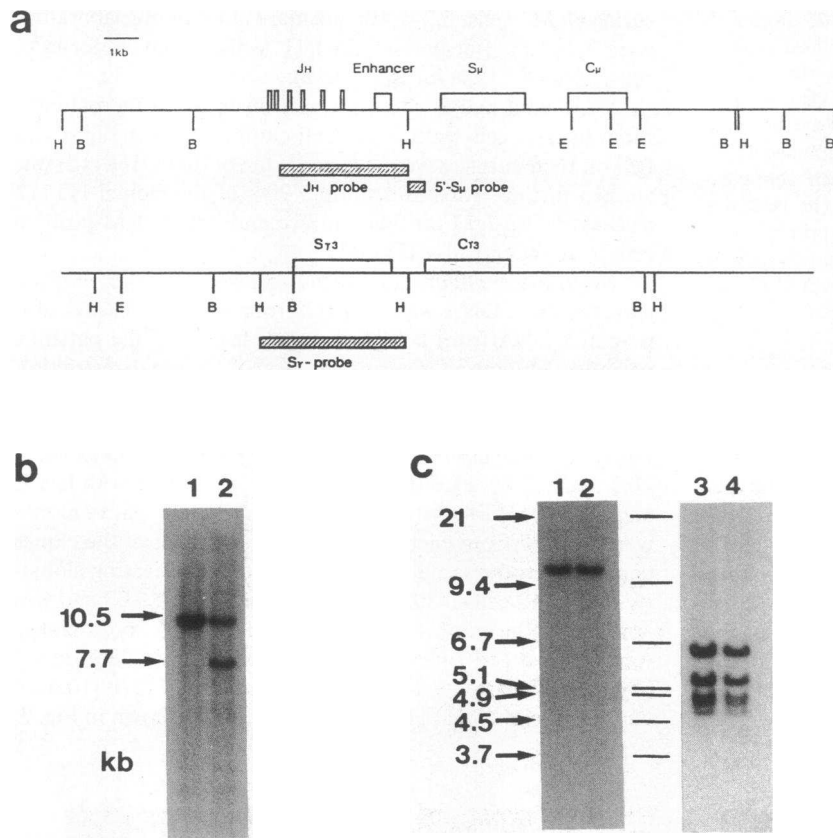 a
1kb
JH Enhancer Sμ Cμ
H B B H E E E B H B B
JH probe 5'-Sμ probe
Sγ3 Cγ3
H E B H B H B H
Sγ-probe
b
1 2
10.5
7.7
kb
c
1 2 3 4
21
9.4
6.7
5.1
4.9
4.5
3.7